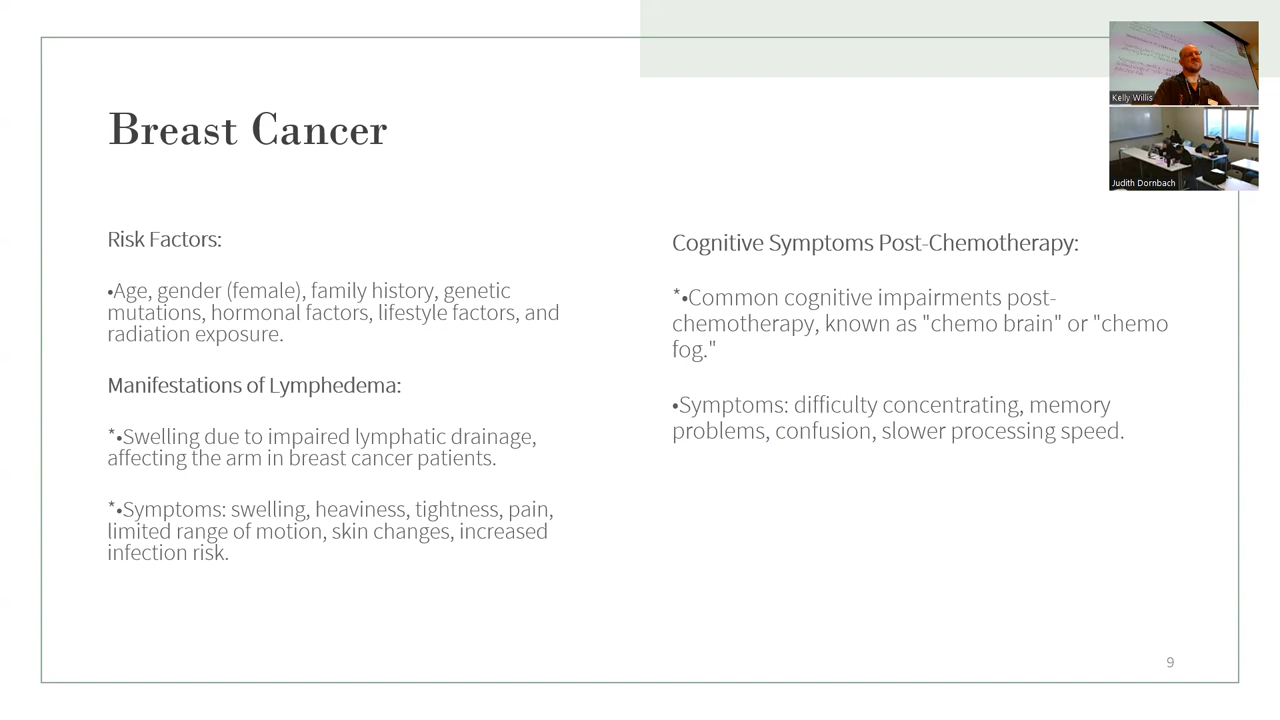 Breast Cancer
Risk Factors:
•Age, gender (female), family history, genetic
mutations, hormonal factors, lifestyle factors, and
radiation exposure.
Manifestations of Lymphedema:
*•Swelling due to impaired lymphatic drainage,
affecting the arm in breast cancer patients.
*•Symptoms: swelling, heaviness, tightness, pain,
limited range of motion, skin changes, increased
infection risk.
Cognitive Symptoms Post-Chemotherapy:
*•Common cognitive impairments post-
chemotherapy, known as "chemo brain" or "chemo
fog."
•Symptoms: difficulty concentrating, memory
problems, confusion, slower processing speed.
9
Kelly Willis
Judith Dornbach